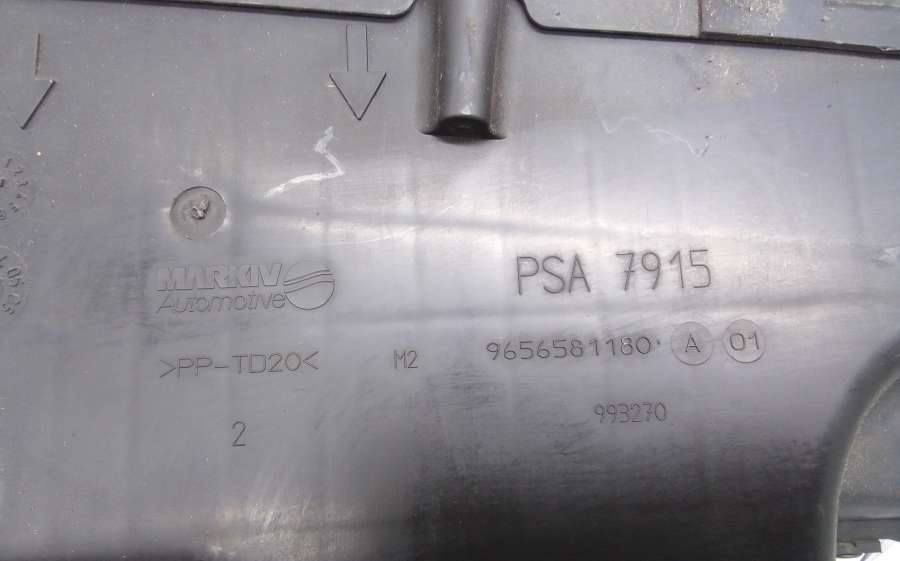 MARKIV
Automotive
PSA 7915
>PP-TD20<
M2
9656581180 A 01
993270
2